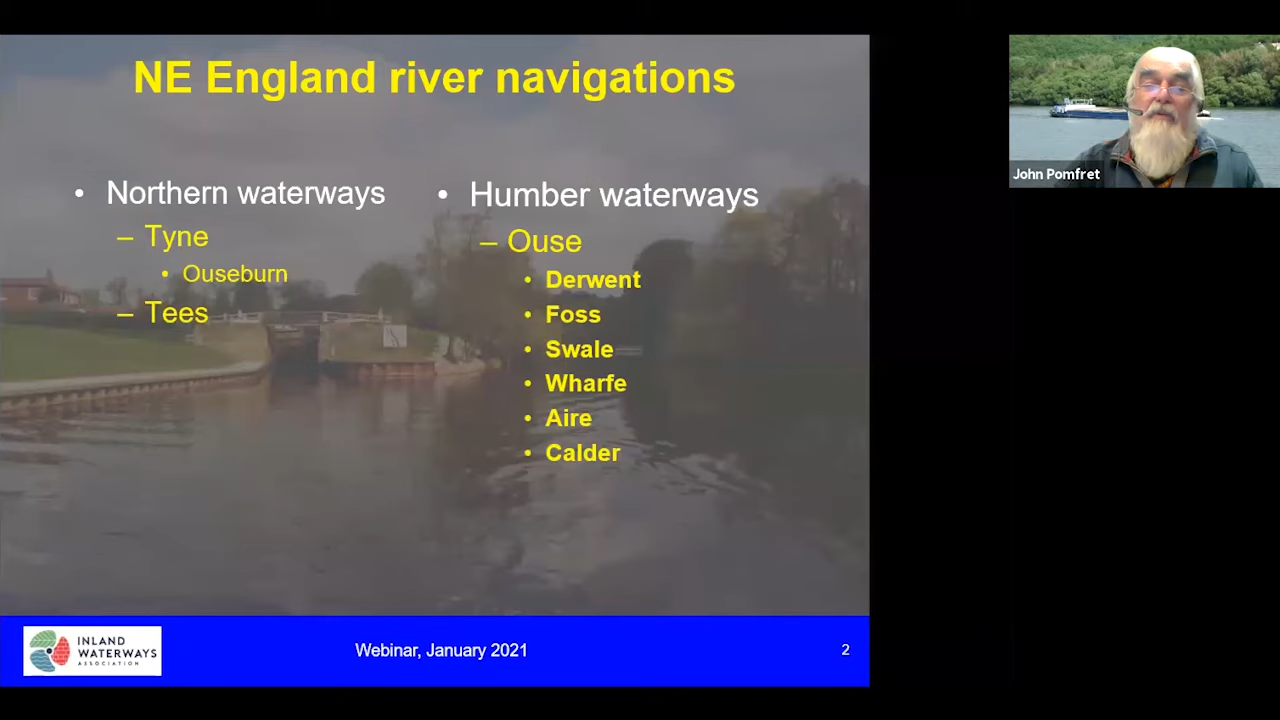 NE England river navigations
• Northern waterways
– Tyne
• Ouseburn
– Tees
• Humber waterways
– Ouse
• Derwent
• Foss
• Swale
• Wharfe
• Aire
• Calder
John Pomfret
INLAND
WATERWAYS
ASSOCIATION
Webinar, January 2021
2